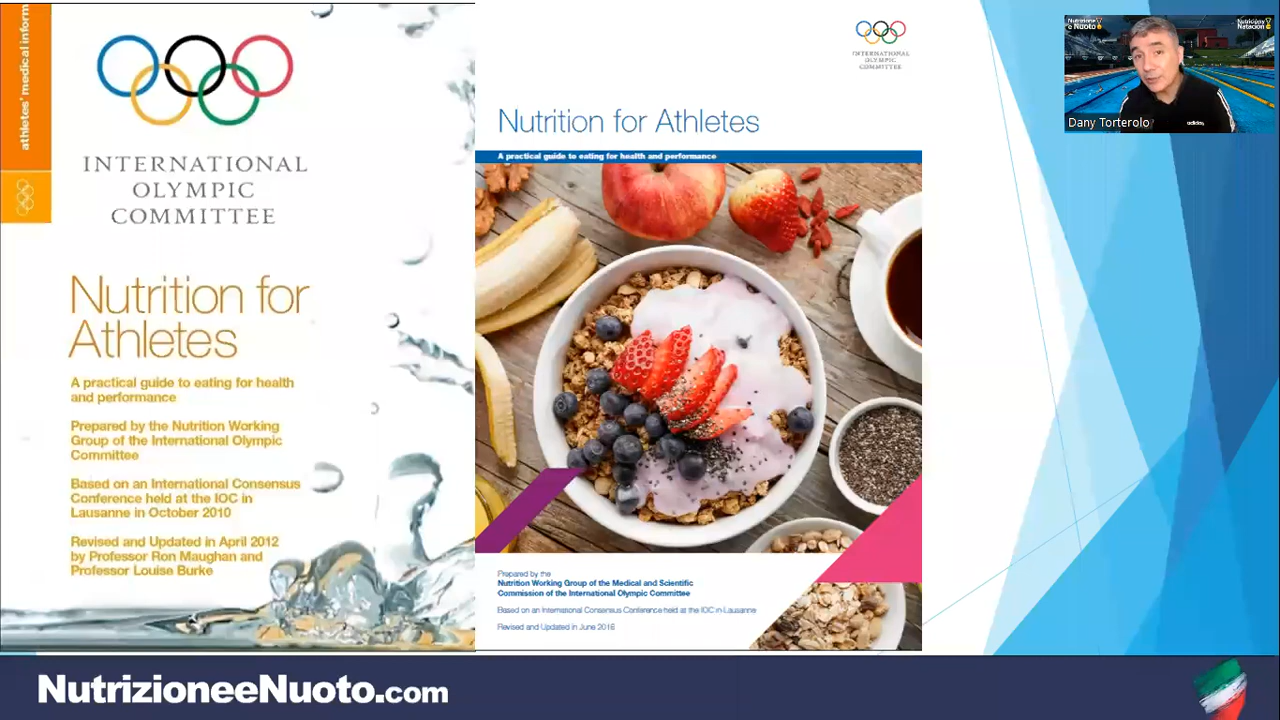 athletes' medical inform
INTERNATIONAL
OLYMPIC
COMMITTEE
Nutrition for
Athletes
A practical guide to eating for health
and performance
Prepared by the Nutrition Working
Group of the International Olympic
Committee
Based on an International Consensus
Conference held at the IOC in
Lausanne in October 2010
Revised and Updated in April 2012
by Professor Ron Maughan and
Professor Louise Burke
INTERNATIONAL
OLYMPIC
COMMITTEE
Nutrition for Athletes
A practical guide to eating for health and performance
Prepared by the
Nutrition Working Group of the Medical and Scientific
Commission of the International Olympic Committee
Based on an International Consensus Conference held at the IOC in Lausanne
Revised and Updated in June 2016
Nutrizione
e Nuoto
Nutrición y
Natación
adidas
Dany Torterolo
NutrizioneeNuoto.com